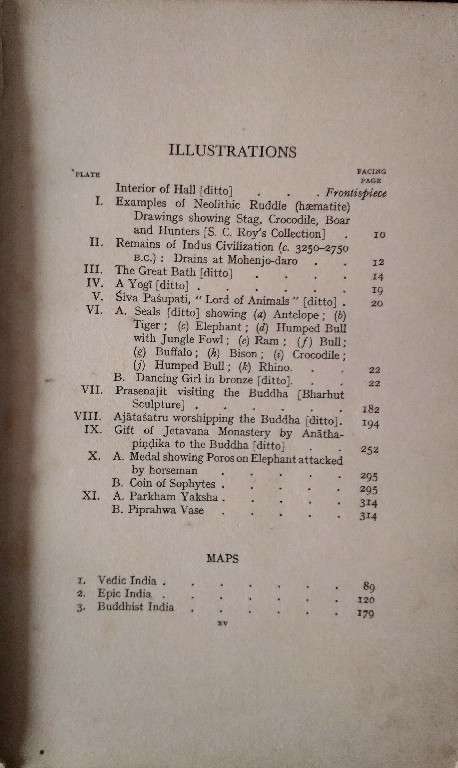 ILLUSTRATIONS
PLATE FACING PAGE
Interior of Hall [ditto] . . . Frontispiece
I. Examples of Neolithic Ruddle (hæmatite)
Drawings showing Stag, Crocodile, Boar
and Hunters [S. C. Roy's Collection] . 10
II. Remains of Indus Civilization (c. 3250-2750
B.C.) : Drains at Mohenjo-daro . . 12
III. The Great Bath [ditto] . . . . 14
IV. A Yogī [ditto] . . . . . . 19
V. Śiva Paśupati, " Lord of Animals " [ditto] . 20
VI. A. Seals [ditto] showing (a) Antelope ; (b)
Tiger ; (c) Elephant ; (d) Humped Bull
with Jungle Fowl ; (e) Ram ; (f) Bull ;
(g) Buffalo ; (h) Bison ; (i) Crocodile ;
(j) Humped Bull ; (k) Rhino. . . 22
B. Dancing Girl in bronze [ditto]. . . 22
VII. Prasenajit visiting the Buddha [Bharhut
Sculpture] . . . . . . 182
VIII. Ajātaśatru worshipping the Buddha [ditto]. 194
IX. Gift of Jetavana Monastery by Anātha-
piṇḍika to the Buddha [ditto] . . 252
X. A. Medal showing Poros on Elephant attacked
by horseman . . . . . 295
B. Coin of Sophytes . . . . . 295
XI. A. Parkham Yaksha . . . . . 314
B. Piprahwa Vase . . . . . 314
MAPS
1. Vedic India . . . . . . . 89
2. Epic India . . . . . . . 120
3. Buddhist India . . . . . . 179
xv